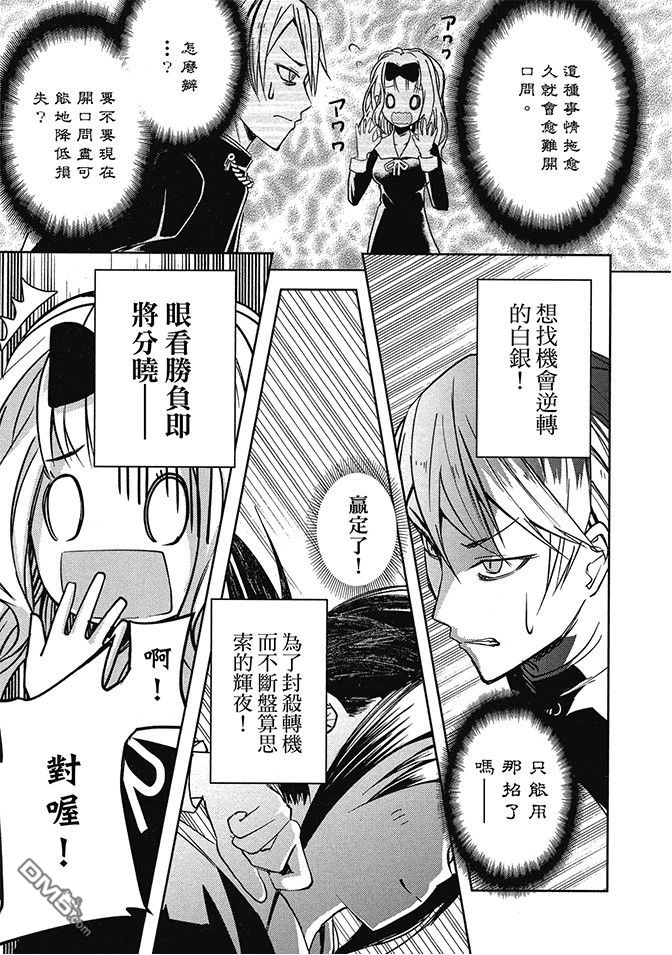 這種事情拖愈
久就會愈難開
口問。
アワワ
アワワ
怎麼辦
…？
要不要現在
開口問盡可
能地降低損
失？
想找機會逆轉
的白銀！
只能用
那招了
嗎——
贏定了！
為了封殺轉機
而不斷盤算思
索的輝夜！
眼看勝負即
將分曉——
啊！
對喔！
DM5.COM